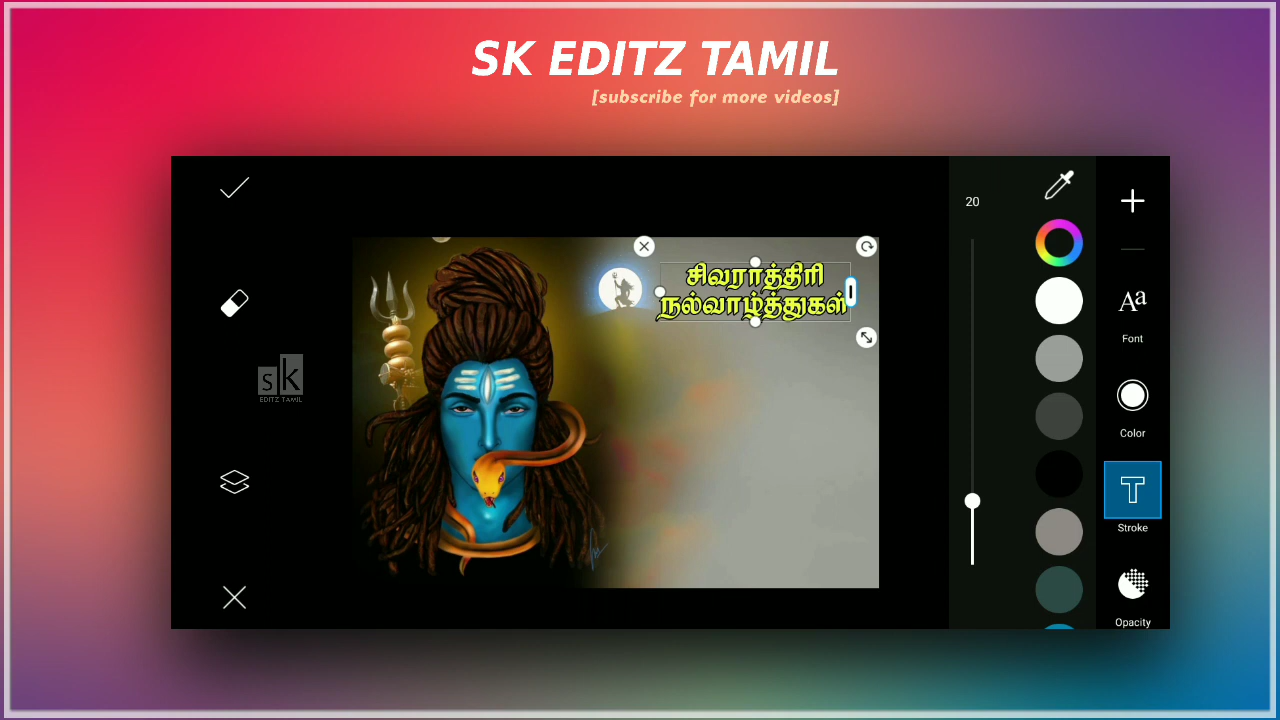 SK EDITZ TAMIL
[subscribe for more videos]
20
சிவராத்திரி
நல்வாழ்த்துகள்
Font
Color
sk
EDITZ TAMIL
Stroke
Opacity